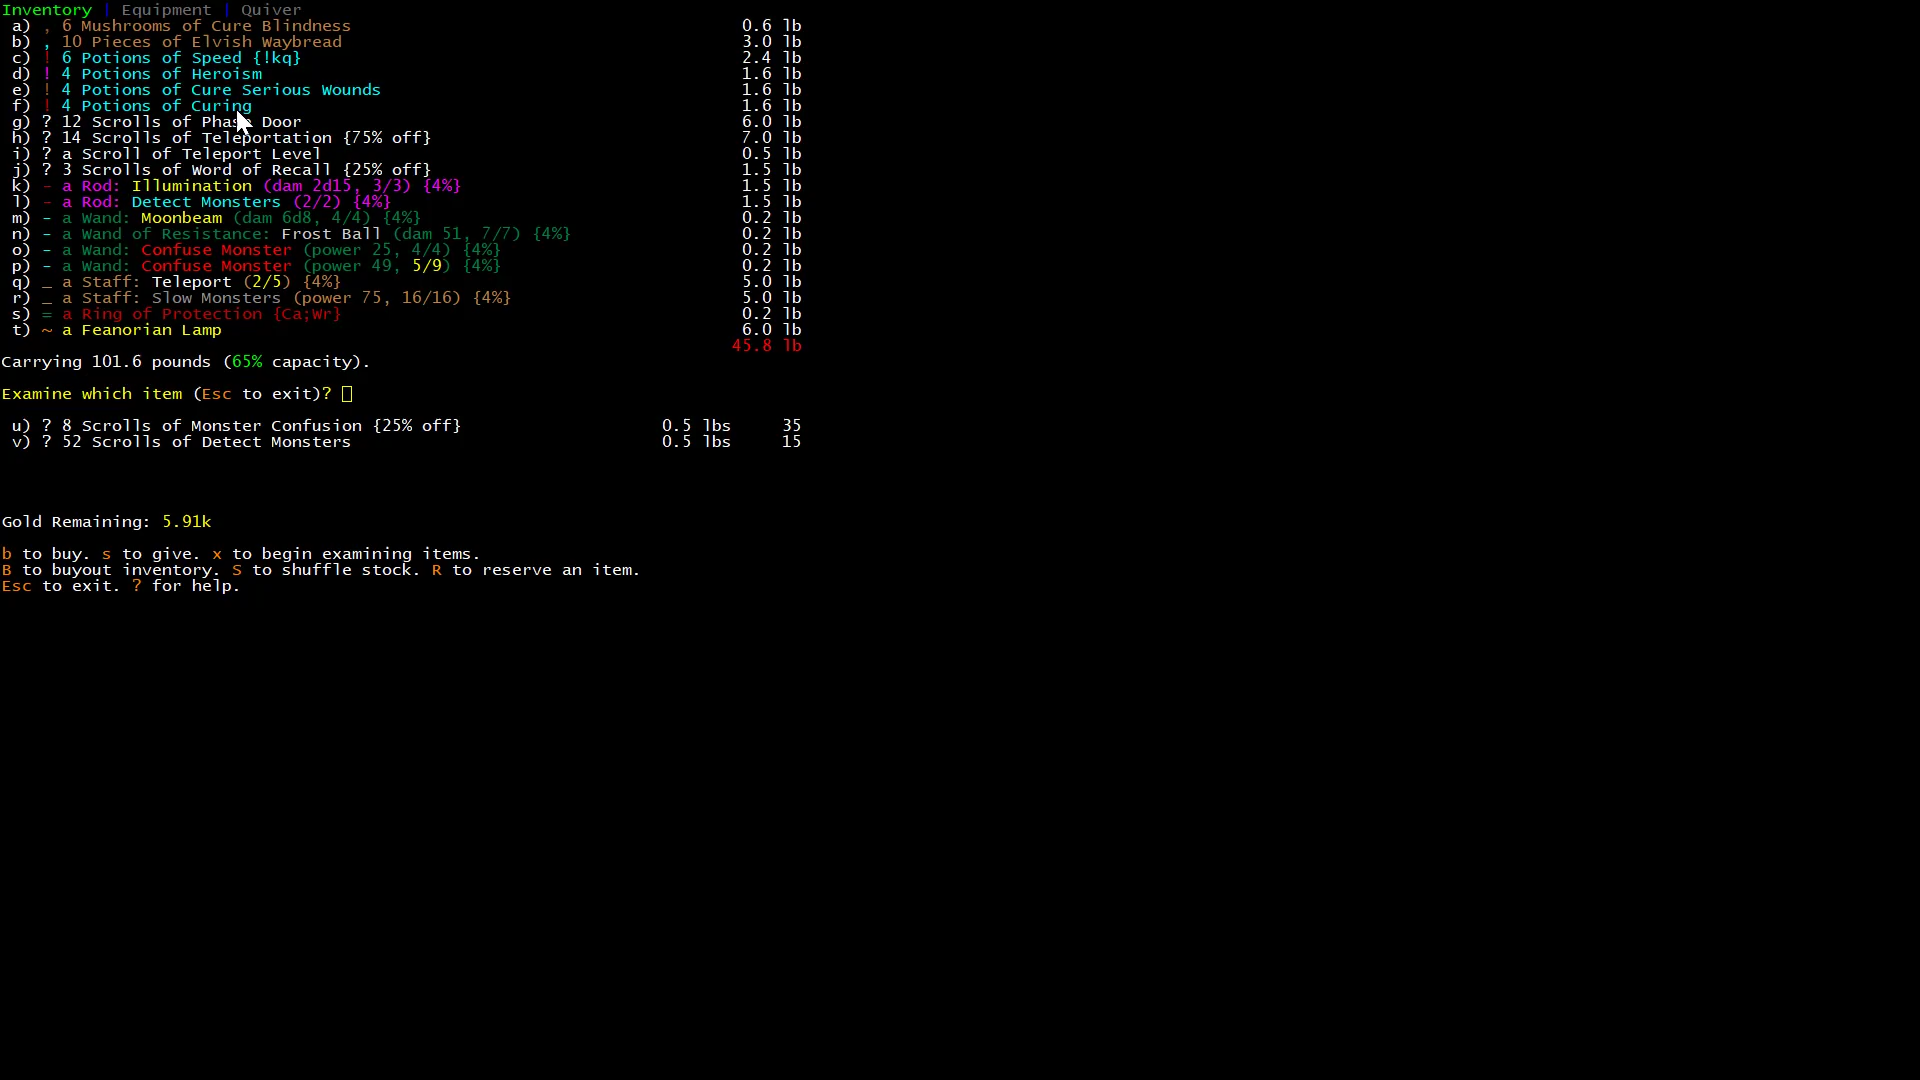 Inventory | Equipment | Quiver
a) , 6 Mushrooms of Cure Blindness 0.6 lb
b) , 10 Pieces of Elvish Waybread 3.0 lb
c) ! 6 Potions of Speed {!kq} 2.4 lb
d) ! 4 Potions of Heroism 1.6 lb
e) ! 4 Potions of Cure Serious Wounds 1.6 lb
f) ! 4 Potions of Curing 1.6 lb
g) ? 12 Scrolls of Phase Door 6.0 lb
h) ? 14 Scrolls of Teleportation {75% off} 7.0 lb
i) ? a Scroll of Teleport Level 0.5 lb
j) ? 3 Scrolls of Word of Recall {25% off} 1.5 lb
k) - a Rod: Illumination (dam 2d15, 3/3) {4%} 1.5 lb
l) - a Rod: Detect Monsters (2/2) {4%} 1.5 lb
m) - a Wand: Moonbeam (dam 6d8, 4/4) {4%} 0.2 lb
n) - a Wand of Resistance: Frost Ball (dam 51, 7/7) {4%} 0.2 lb
o) - a Wand: Confuse Monster (power 25, 4/4) {4%} 0.2 lb
p) - a Wand: Confuse Monster (power 49, 5/9) {4%} 0.2 lb
q) _ a Staff: Teleport (2/5) {4%} 5.0 lb
r) _ a Staff: Slow Monsters (power 75, 16/16) {4%} 5.0 lb
s) = a Ring of Protection {Ca;Wr} 0.2 lb
t) ~ a Feanorian Lamp 6.0 lb
45.8 lb
Carrying 101.6 pounds (65% capacity).
Examine which item (Esc to exit)?
u) ? 8 Scrolls of Monster Confusion {25% off} 0.5 lbs 35
v) ? 52 Scrolls of Detect Monsters 0.5 lbs 15
Gold Remaining: 5.91k
b to buy. s to give. x to begin examining items.
B to buyout inventory. S to shuffle stock. R to reserve an item.
Esc to exit. ? for help.